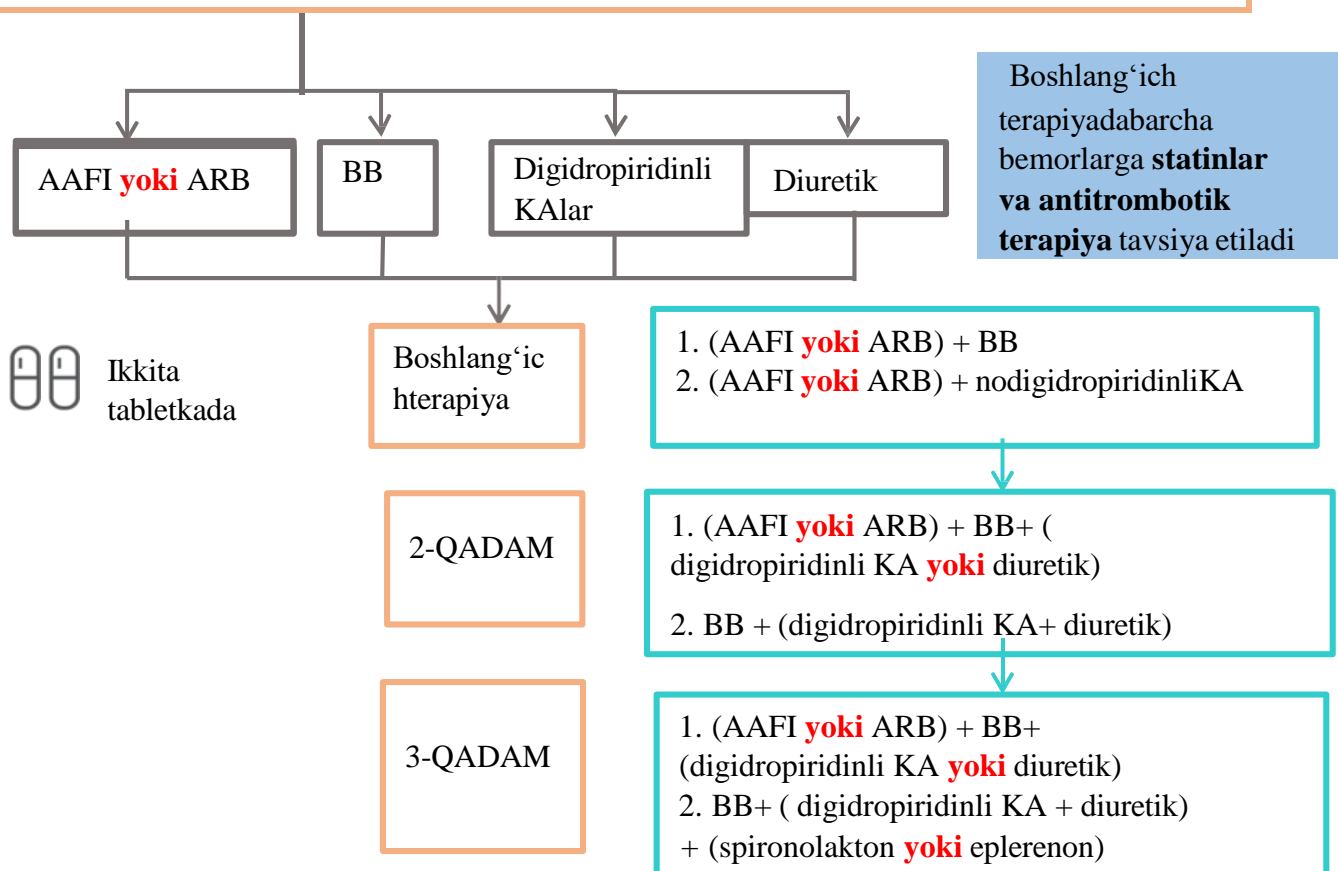 AAFI yoki ARB
BB
Digidropiridinli
KAlar
Diuretik
Boshlang‘ich
terapiyadabarcha
bemorlarga statinlar
va antitrombotik
terapiya tavsiya etiladi
Ikkita
tabletkada
Boshlang‘ic
hterapiya
1. (AAFI yoki ARB) + BB
2. (AAFI yoki ARB) + nodigidropiridinliKA
2-QADAM
1. (AAFI yoki ARB) + BB+ (
digidropiridinli KA yoki diuretik)
2. BB + (digidropiridinli KA+ diuretik)
3-QADAM
1. (AAFI yoki ARB) + BB+
(digidropiridinli KA yoki diuretik)
2. BB+ ( digidropiridinli KA + diuretik)
+ (spironolakton yoki eplerenon)